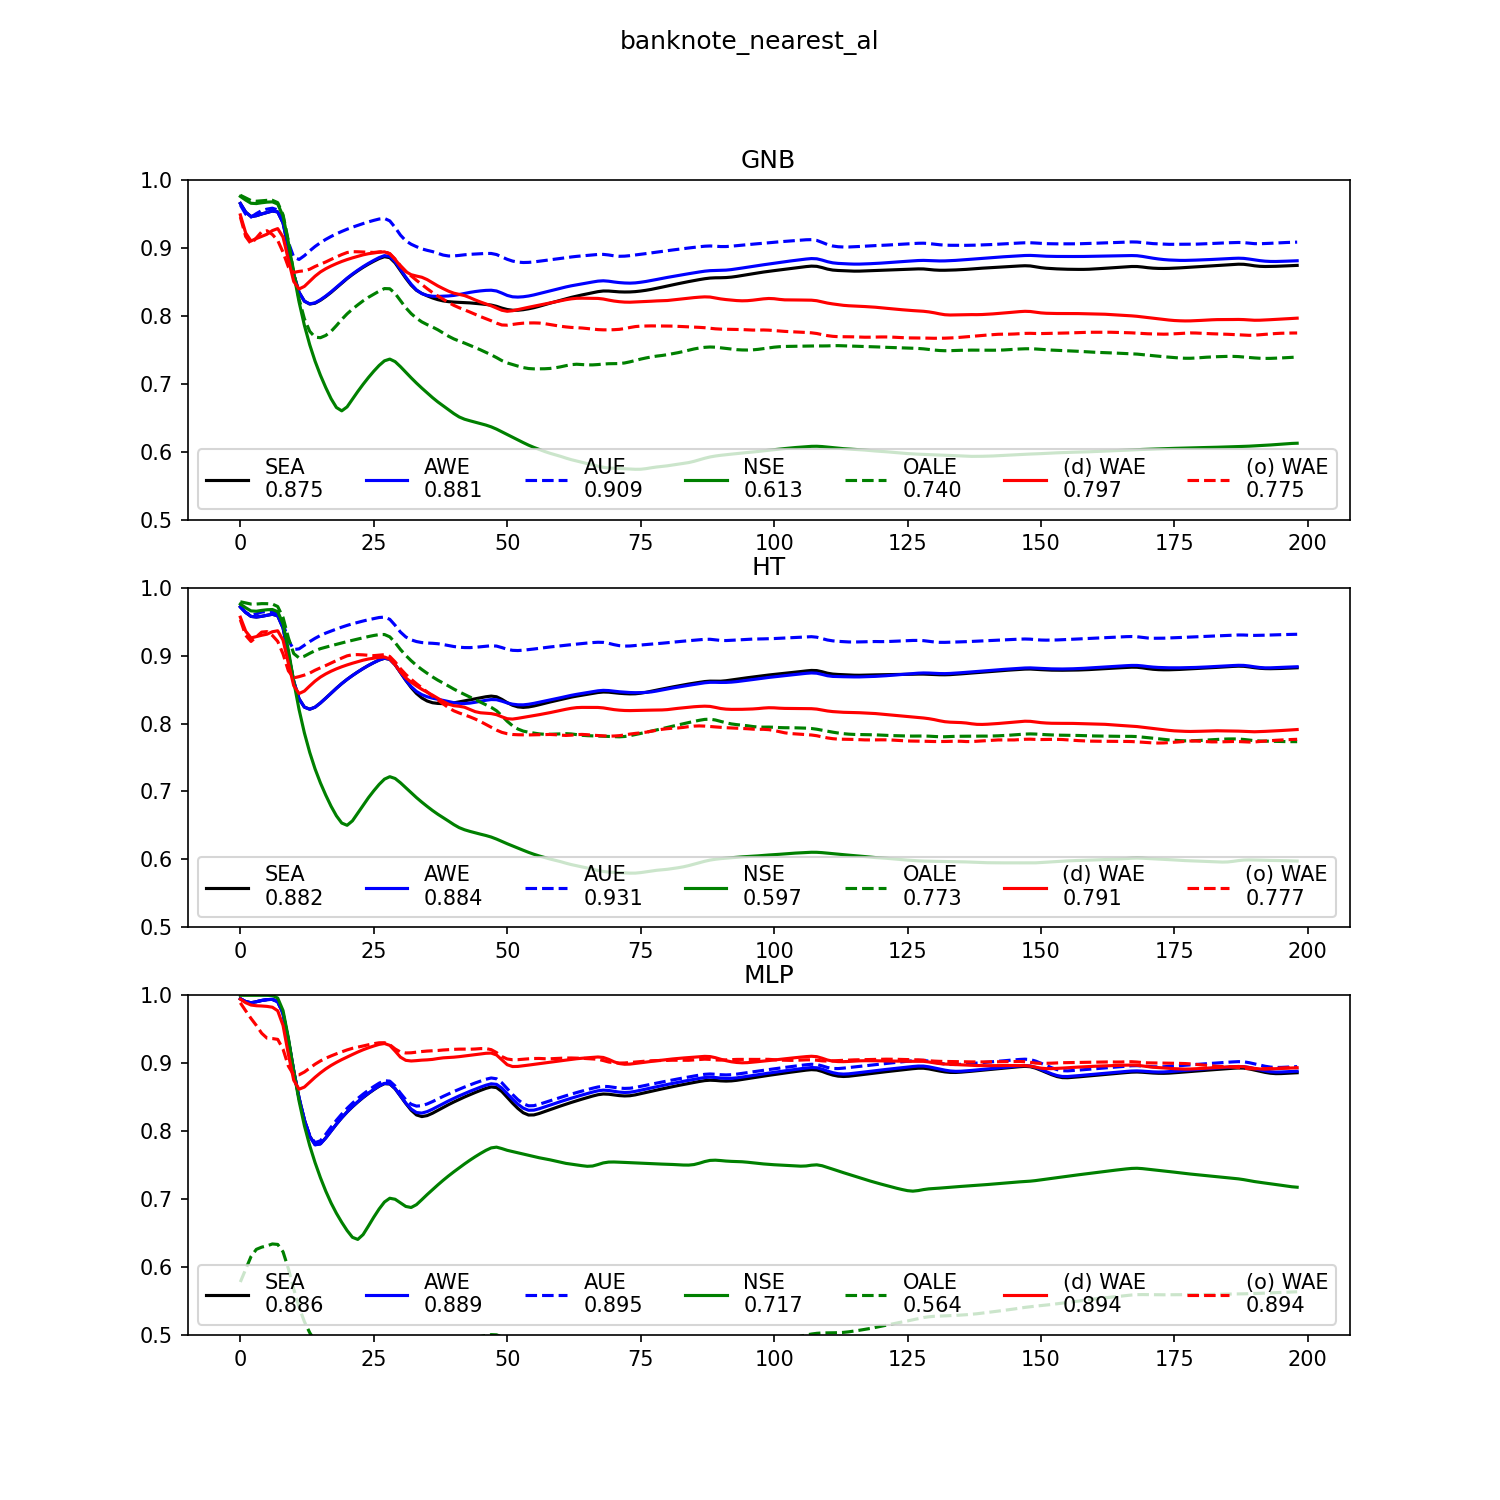 banknote_nearest_al
GNB
1.0
0.9
0.8
0.7
0.6
0.5
SEA AWE AUE NSE OALE (d) WAE (o) WAE
0.875 0.881 0.909 0.613 0.740 0.797 0.775
0 25 50 75 100 125 150 175 200
HT
1.0
0.9
0.8
0.7
0.6
0.5
SEA AWE AUE NSE OALE (d) WAE (o) WAE
0.882 0.884 0.931 0.597 0.773 0.791 0.777
0 25 50 75 100 125 150 175 200
MLP
1.0
0.9
0.8
0.7
0.6
0.5
SEA AWE AUE NSE OALE (d) WAE (o) WAE
0.886 0.889 0.895 0.717 0.564 0.894 0.894
0 25 50 75 100 125 150 175 200